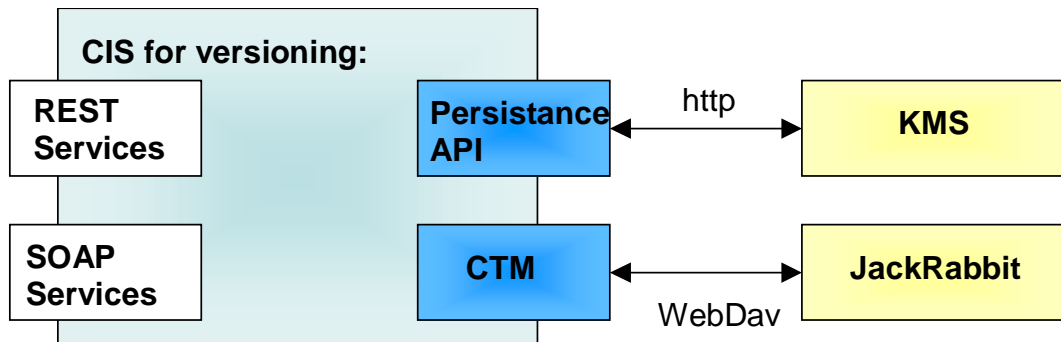 CIS for versioning:
REST
Services
Persistance
API
http
KMS
SOAP
Services
CTM
WebDav
JackRabbit